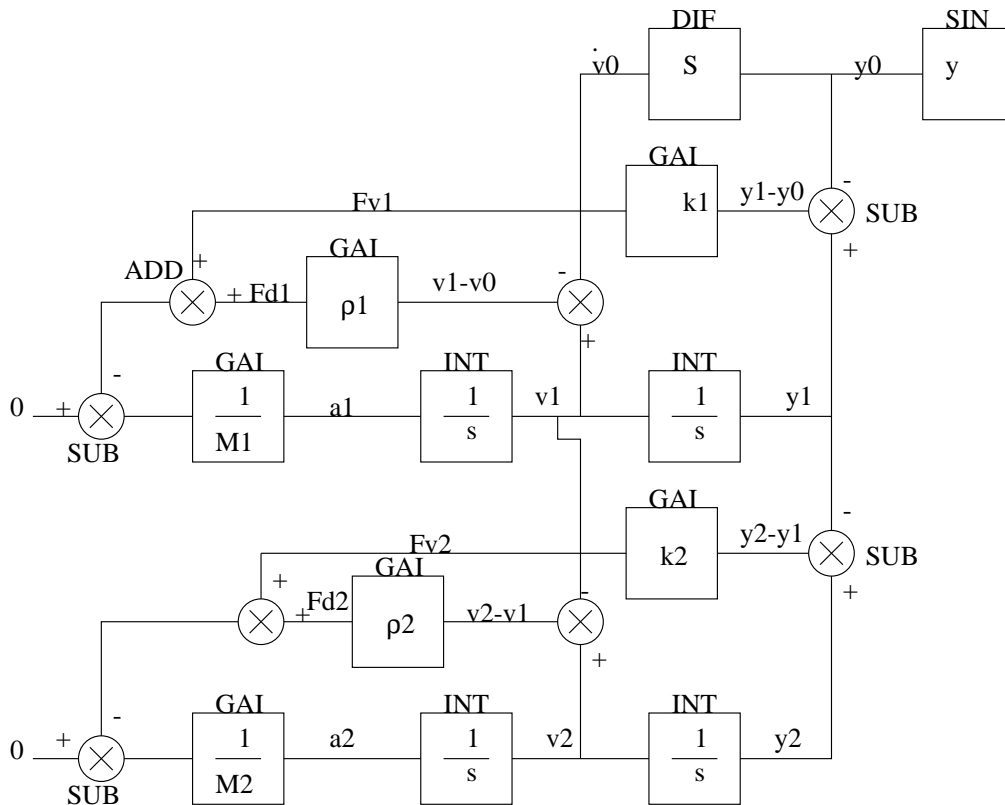 DIF SIN
v̇0 S y0 y
GAI
Fv1 k1 y1-y0 - SUB
+
GAI
ADD + + Fd1 ρ1 v1-v0 -
+
GAI INT INT
- 1 1 1
0 + M1 a1 s v1 s y1
SUB
GAI -
Fv2 k2 y2-y1 SUB
GAI +
+ + Fd2 ρ2 v2-v1 -
+
GAI INT INT
- 1 1 1
0 + M2 a2 s v2 s y2
SUB